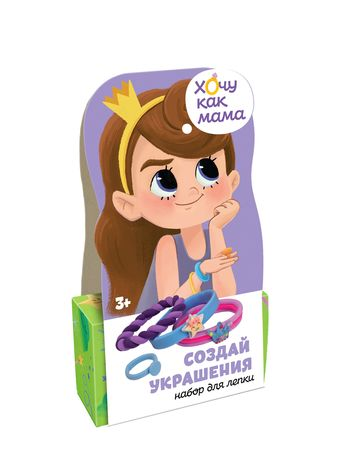 хочу
как
мама
3+
СОЗДАЙ
УКРАШЕНИЯ
набор для лепки